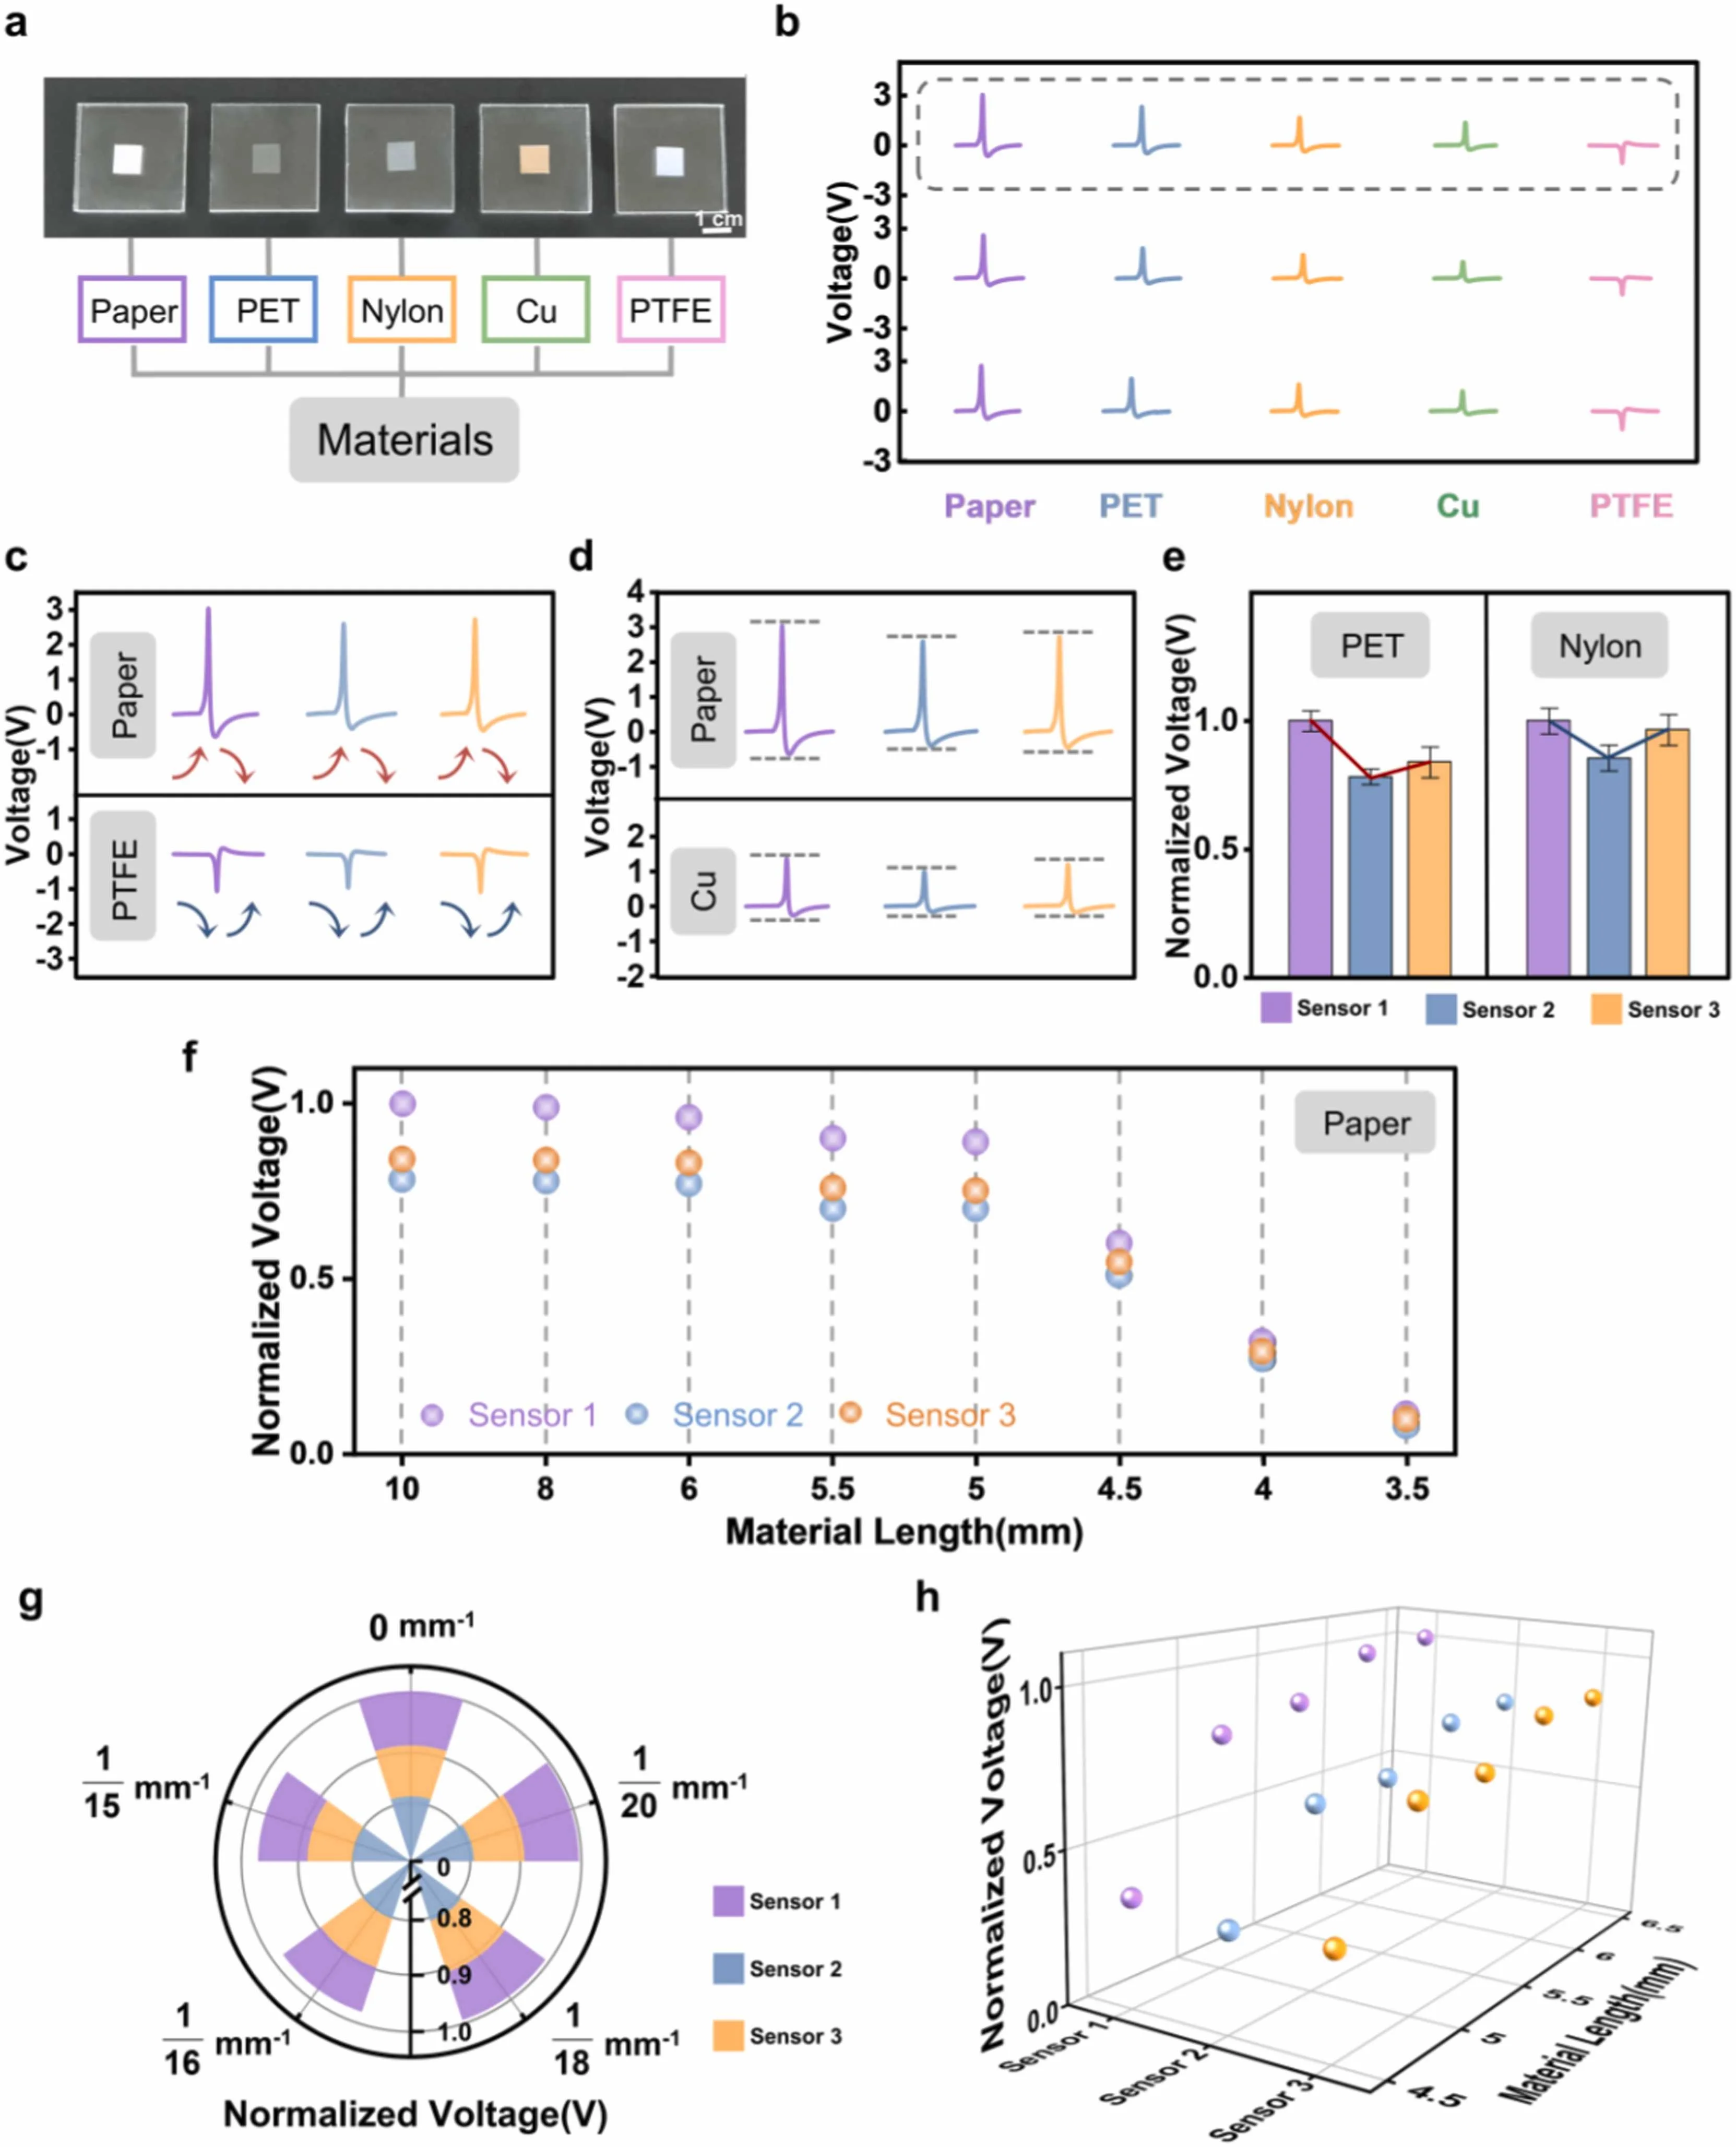 a
1 cm
Paper PET Nylon Cu PTFE
Materials
b
Voltage(V)
3
0
-3
3
0
-3
3
0
-3
Paper PET Nylon Cu PTFE
c
Voltage(V)
3
2
1
0
-1
Paper
1
0
-1
-2
-3
PTFE
d
Voltage(V)
4
3
2
1
0
-1
Paper
2
1
0
-1
-2
Cu
e
Normalized Voltage(V)
1.0
0.5
0.0
PET Nylon
Sensor 1 Sensor 2 Sensor 3
f
Normalized Voltage(V)
1.0
0.5
0.0
Paper
Sensor 1 Sensor 2 Sensor 3
10 8 6 5.5 5 4.5 4 3.5
Material Length(mm)
g
0 mm-1
1/15 mm-1
1/20 mm-1
0
0.8
0.9
1.0
1/16 mm-1
1/18 mm-1
Sensor 1
Sensor 2
Sensor 3
Normalized Voltage(V)
h
Normalized Voltage(V)
1.0
0.5
0.0
Sensor 1
Sensor 2
Sensor 3
4.5
5
5.5
6
6.5
Material Length(mm)